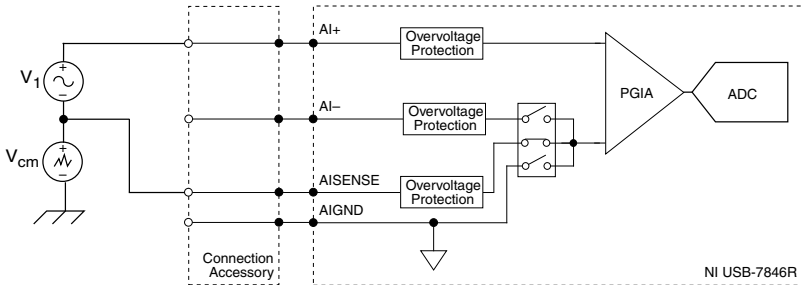 AI+
Overvoltage
Protection
+
V1
−
PGIA
ADC
AI−
Overvoltage
Protection
+
Vcm
−
AISENSE
Overvoltage
Protection
AIGND
Connection
Accessory
NI USB-7846R